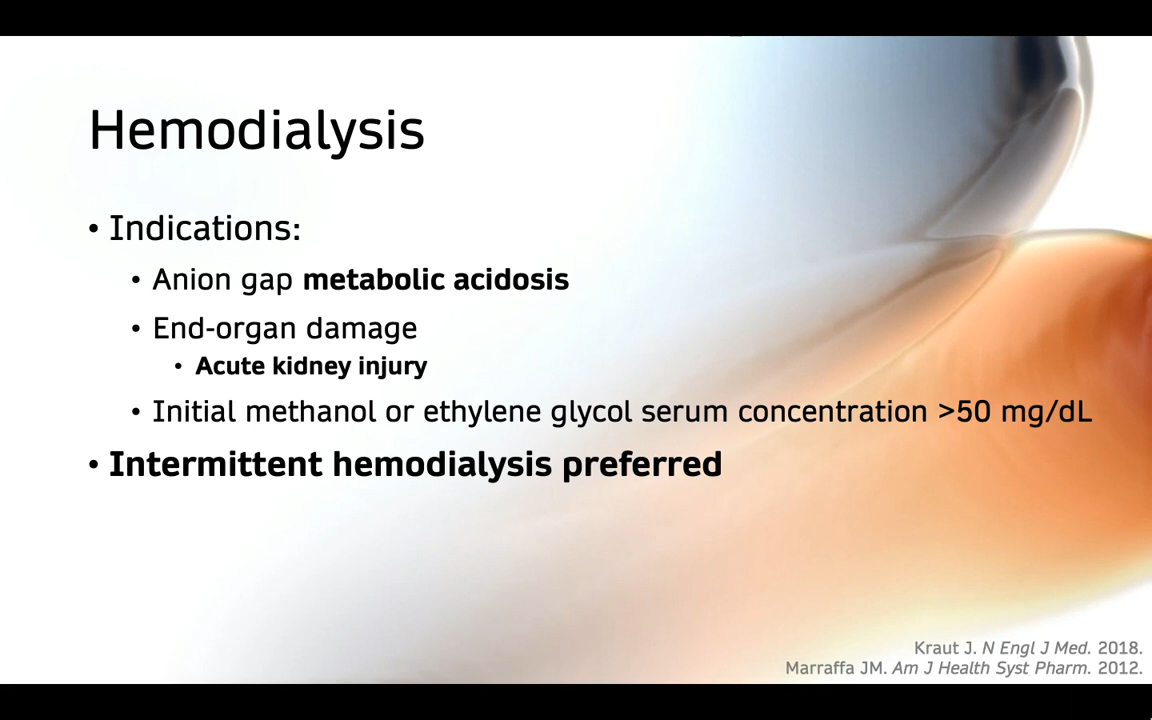 Hemodialysis
• Indications:
• Anion gap metabolic acidosis
• End-organ damage
• Acute kidney injury
• Initial methanol or ethylene glycol serum concentration >50 mg/dL
• Intermittent hemodialysis preferred
Kraut J. N Engl J Med. 2018.
Marraffa JM. Am J Health Syst Pharm. 2012.